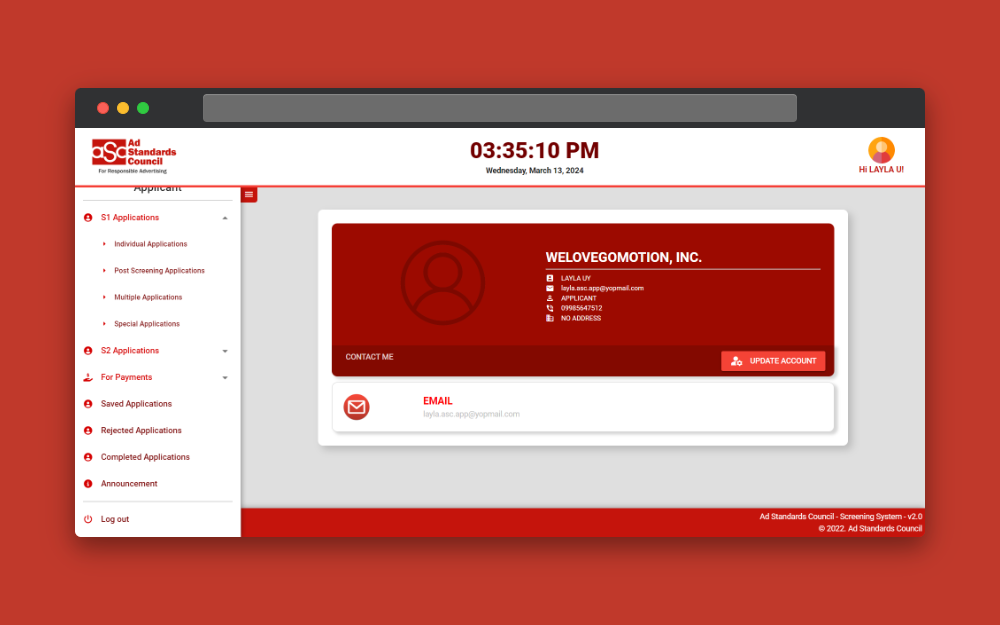 aSc
Ad
Standards
Council
For Responsible Advertising
03:35:10 PM
Wednesday, March 13, 2024
Hi LAYLA U!
Applicant
S1 Applications
Individual Applications
Post Screening Applications
Multiple Applications
Special Applications
S2 Applications
For Payments
Saved Applications
Rejected Applications
Completed Applications
Announcement
Log out
WELOVEGOMOTION, INC.
LAYLA UY
layla.asc.app@yopmail.com
APPLICANT
09985647512
NO ADDRESS
CONTACT ME
UPDATE ACCOUNT
EMAIL
layla.asc.app@yopmail.com
Ad Standards Council - Screening System - v2.0
© 2022. Ad Standards Council